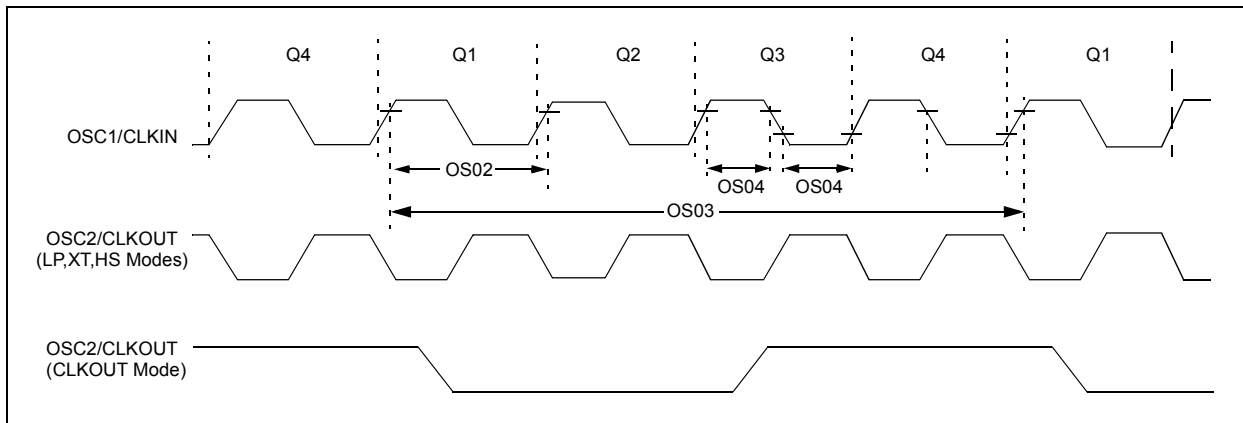 Q4 Q1 Q2 Q3 Q4 Q1
OSC1/CLKIN
OS02
OS04 OS04
OS03
OSC2/CLKOUT
(LP,XT,HS Modes)
OSC2/CLKOUT
(CLKOUT Mode)